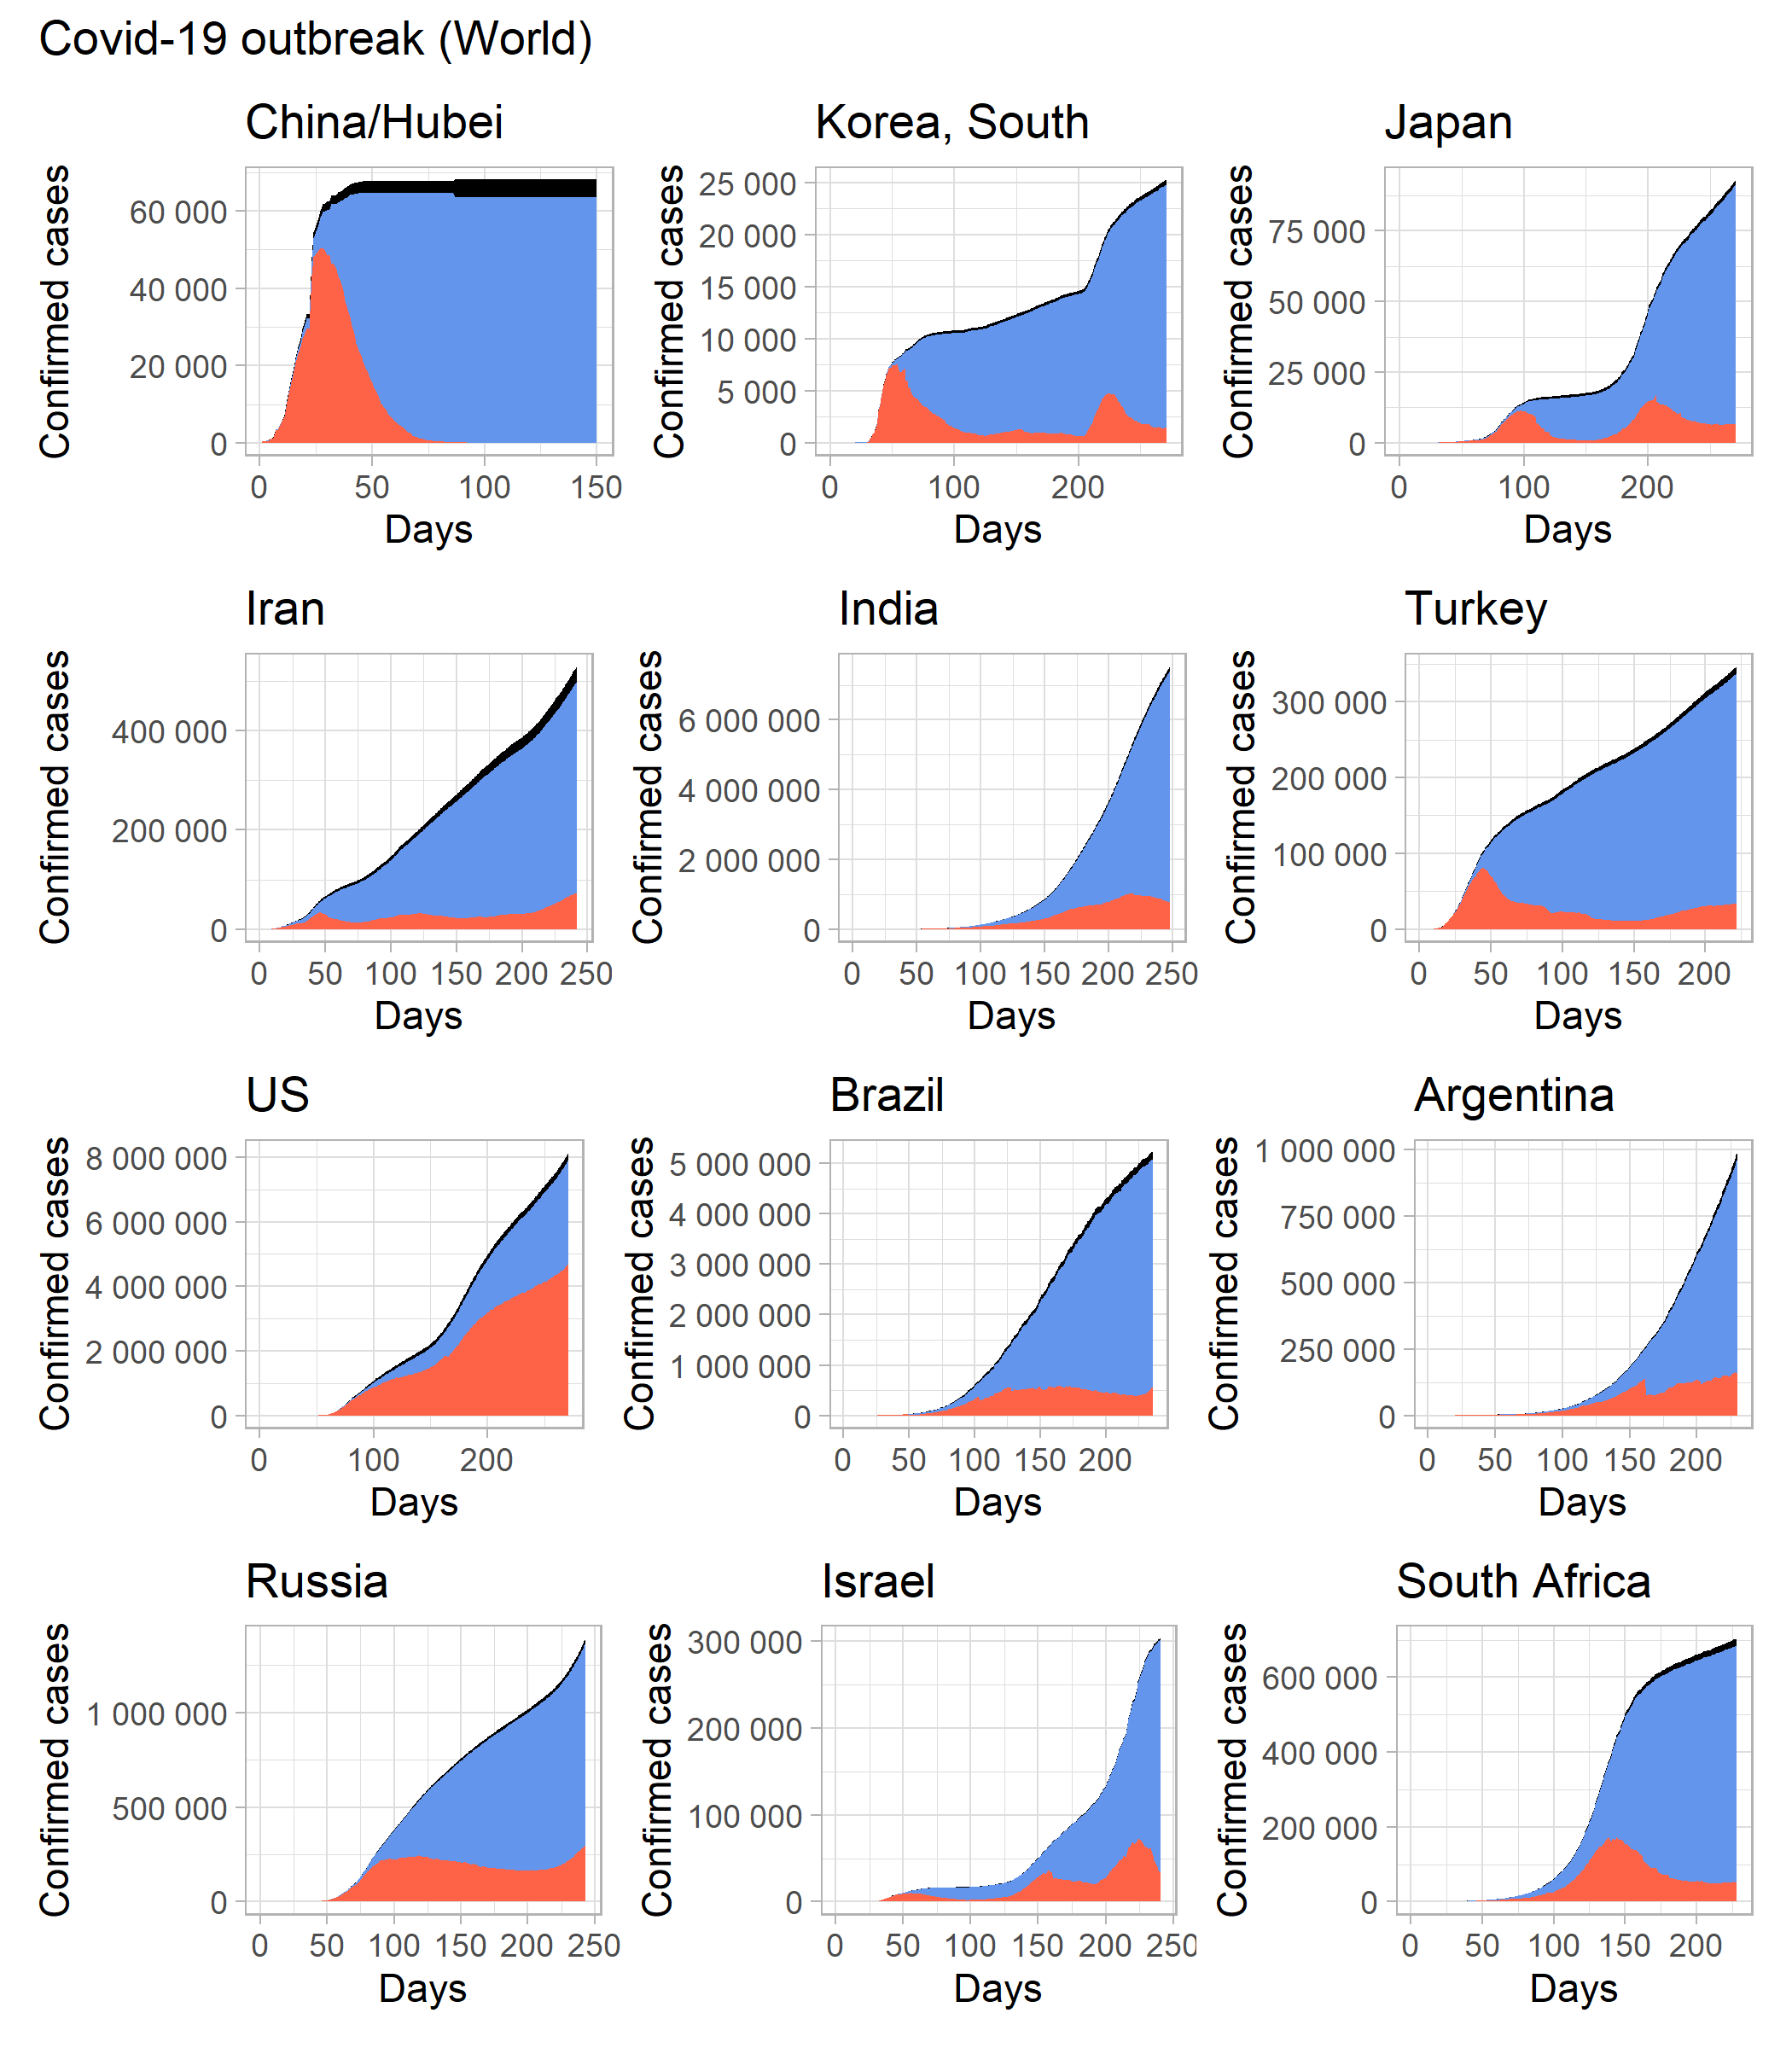 Covid-19 outbreak (World)
China/Hubei
Confirmed cases
60 000
40 000
20 000
0
0 50 100 150
Days
Korea, South
Confirmed cases
25 000
20 000
15 000
10 000
5 000
0
0 100 200
Days
Japan
Confirmed cases
75 000
50 000
25 000
0
0 100 200
Days
Iran
Confirmed cases
400 000
200 000
0
0 50 100 150 200 250
Days
India
Confirmed cases
6 000 000
4 000 000
2 000 000
0
0 50 100 150 200 250
Days
Turkey
Confirmed cases
300 000
200 000
100 000
0
0 50 100 150 200
Days
US
Confirmed cases
8 000 000
6 000 000
4 000 000
2 000 000
0
0 100 200
Days
Brazil
Confirmed cases
5 000 000
4 000 000
3 000 000
2 000 000
1 000 000
0
0 50 100 150 200
Days
Argentina
Confirmed cases
1 000 000
750 000
500 000
250 000
0
0 50 100 150 200
Days
Russia
Confirmed cases
1 000 000
500 000
0
0 50 100 150 200 250
Days
Israel
Confirmed cases
300 000
200 000
100 000
0
0 50 100 150 200 250
Days
South Africa
Confirmed cases
600 000
400 000
200 000
0
0 50 100 150 200
Days